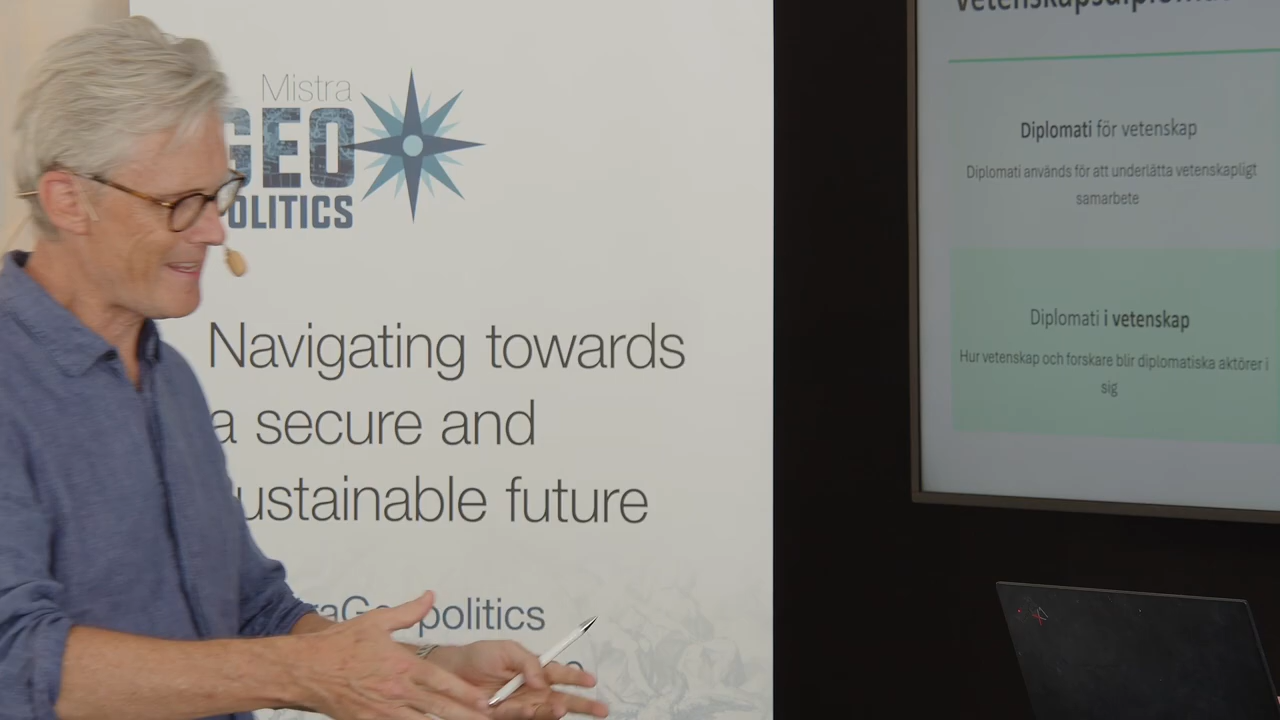 Mistra
GEO
POLITICS
Navigating towards
a secure and
ustainable future
politics
Diplomati för vetenskap
Diplomati används för att underlätta vetenskapligt
samarbete
Diplomati i vetenskap
Hur vetenskap och forskare blir diplomatiska aktörer i
sig